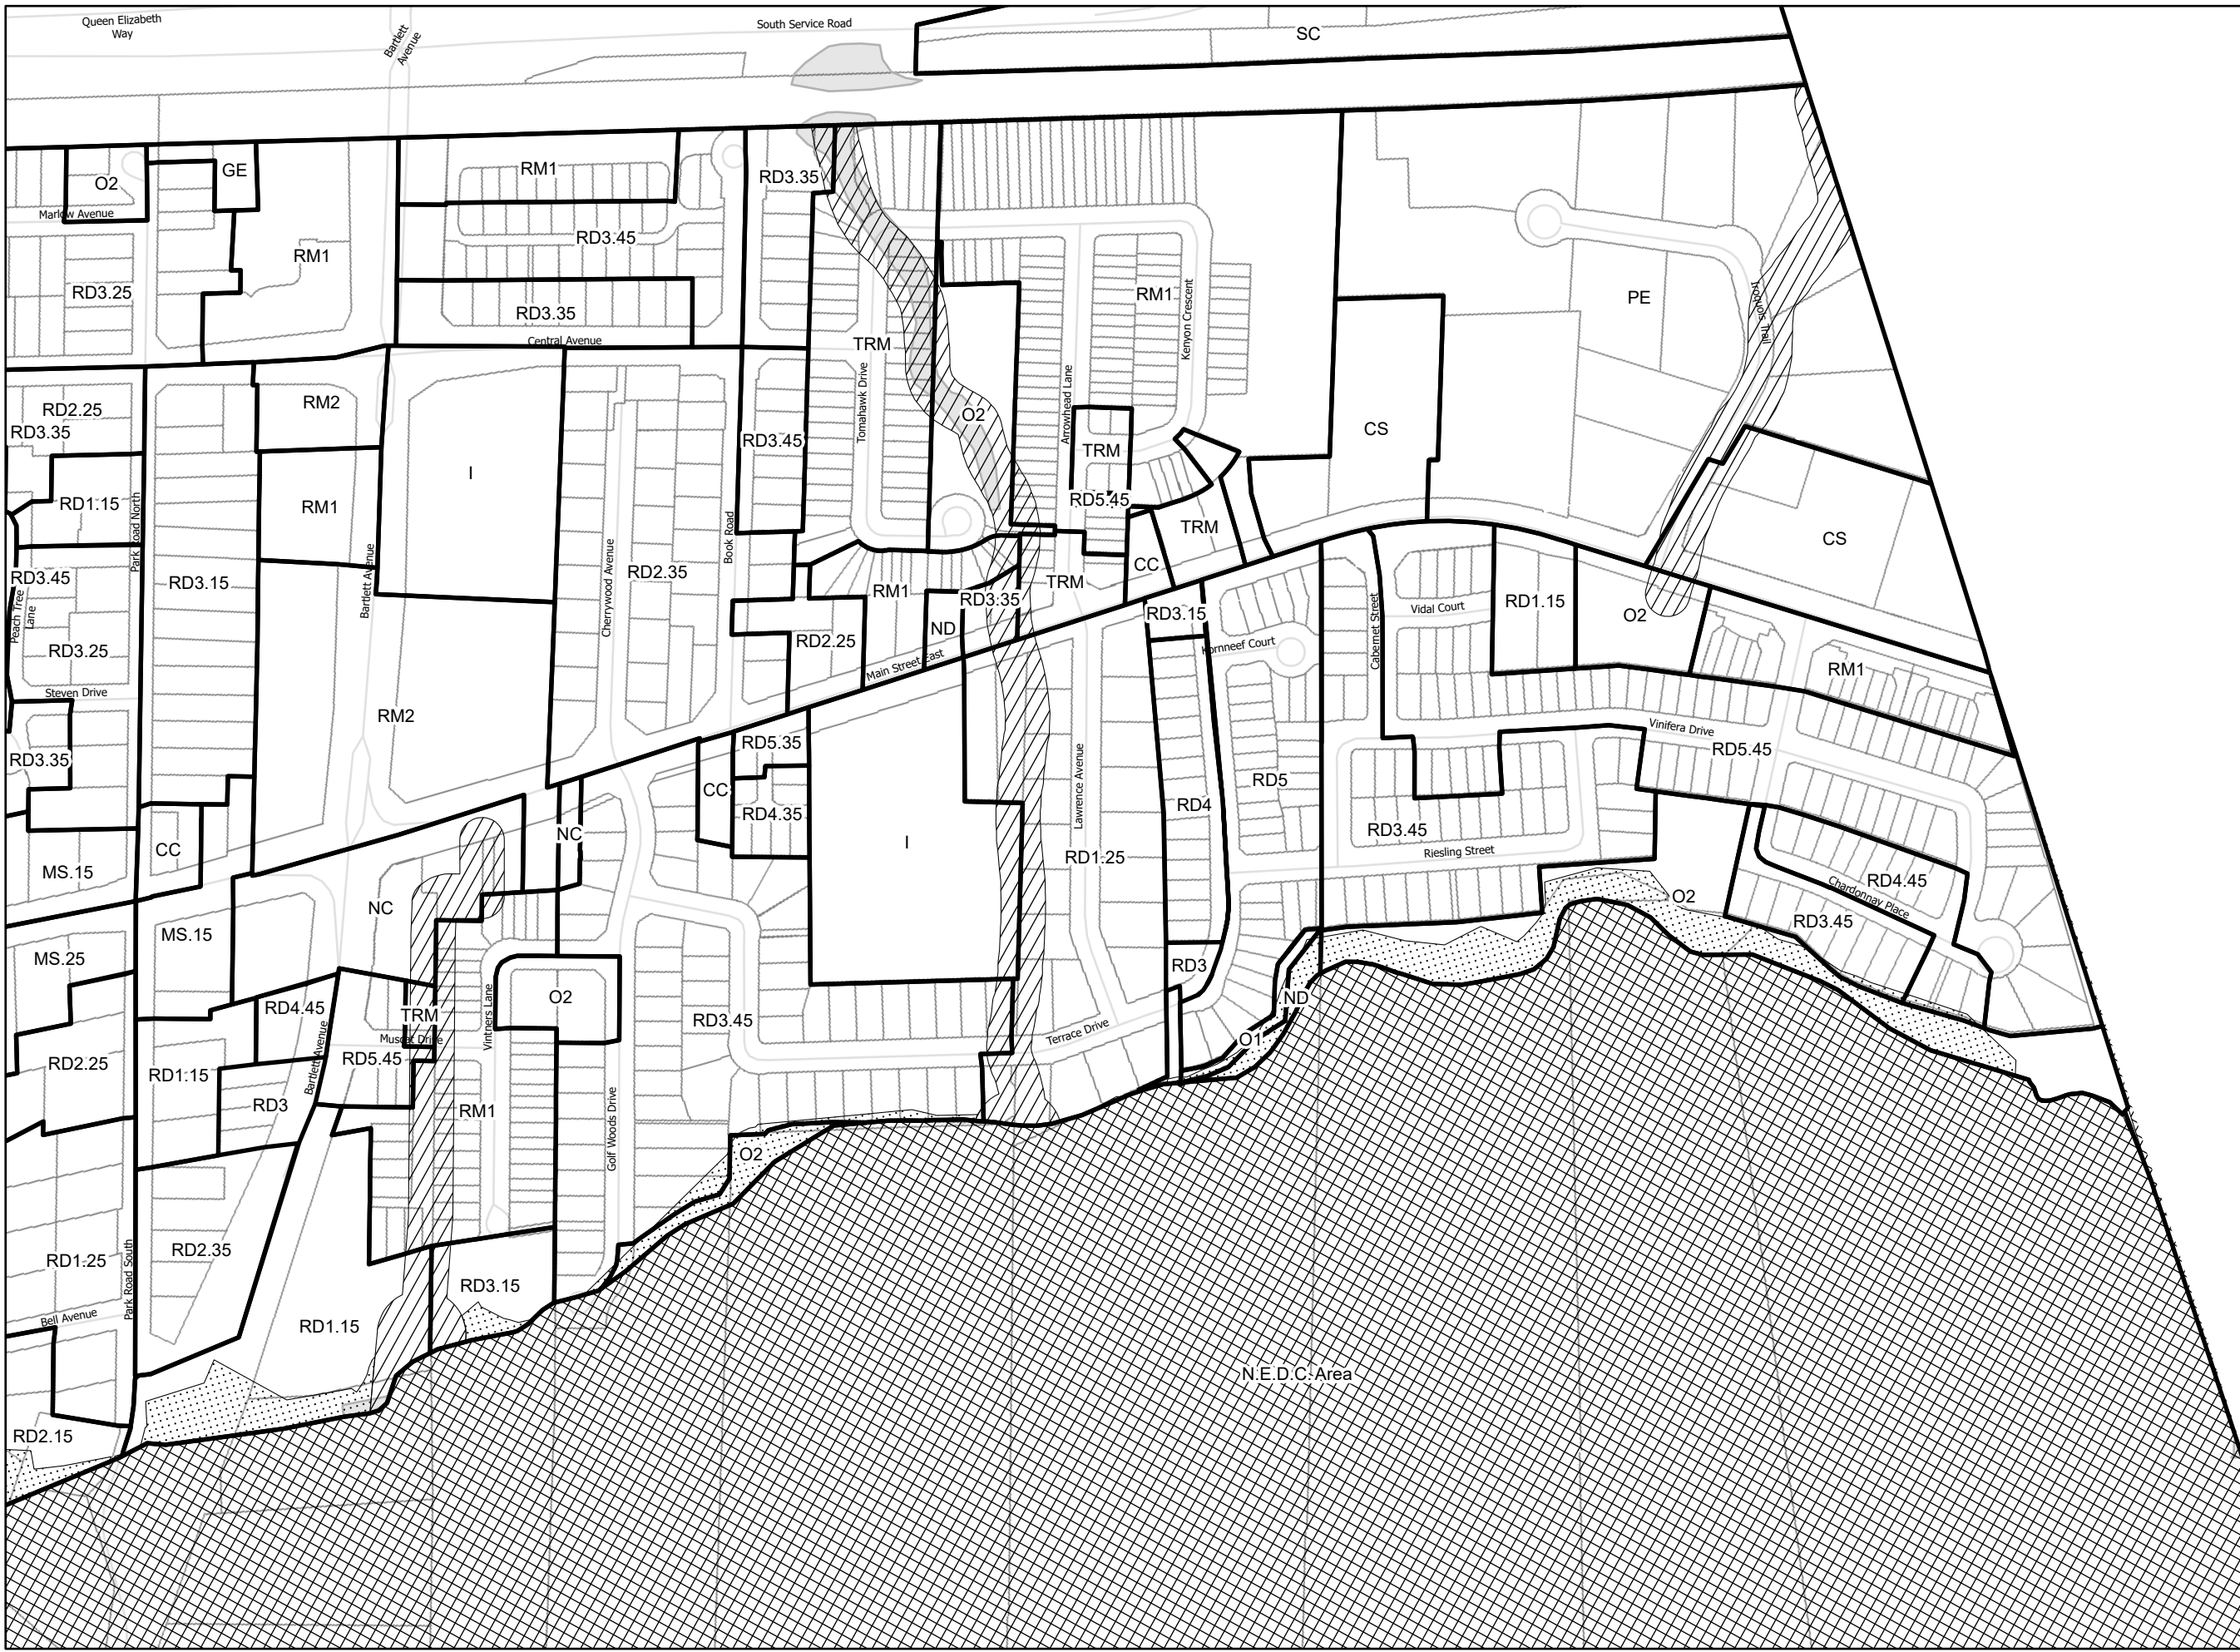 Queen Elizabeth
Way
Bartlett
Avenue
South Service Road
SC
GE
O2
RM1
RD3.35
Marlow Avenue
RD3.45
RM1
RD3.25
RM1
Kenyon Crescent
PE
Iroquois Trail
RD3.35
Central Avenue
TRM
Tomahawk Drive
RM2
RD2.25
RD3.35
O2
Arrowhead Lane
CS
RD3.45
TRM
I
RD1.15
Park Road North
RM1
RD5.45
TRM
CS
Book Road
Cherrywood Avenue
Bartlett Avenue
RD3.45
RD3.15
RD2.35
CC
TRM
RM1
RD3.35
RD1.15
Peach Tree
Lane
Vidal Court
RD3.15
O2
Cabernet Street
ND
RD2.25
RD3.25
Kornneef Court
Main Street East
RM1
Steven Drive
RM2
Vinifera Drive
RD5.35
RD5.45
RD3.35
CC
RD5
Lawrence Avenue
RD4
RD4.35
NC
RD3.45
I
CC
Riesling Street
RD1.25
MS.15
RD4.45
Chardonnay Place
O2
NC
RD3.45
MS.15
MS.25
RD3
O2
ND
RD4.45
TRM
Vintners Lane
RD3.45
Terrace Drive
Muscat Drive
O1
Bartlett Avenue
RD5.45
RD2.25
RD1.15
RD3
RM1
Golf Woods Drive
O2
RD2.35
RD1.25
Park Road South
RD3.15
Bell Avenue
RD1.15
N.E.D.C. Area
RD2.15